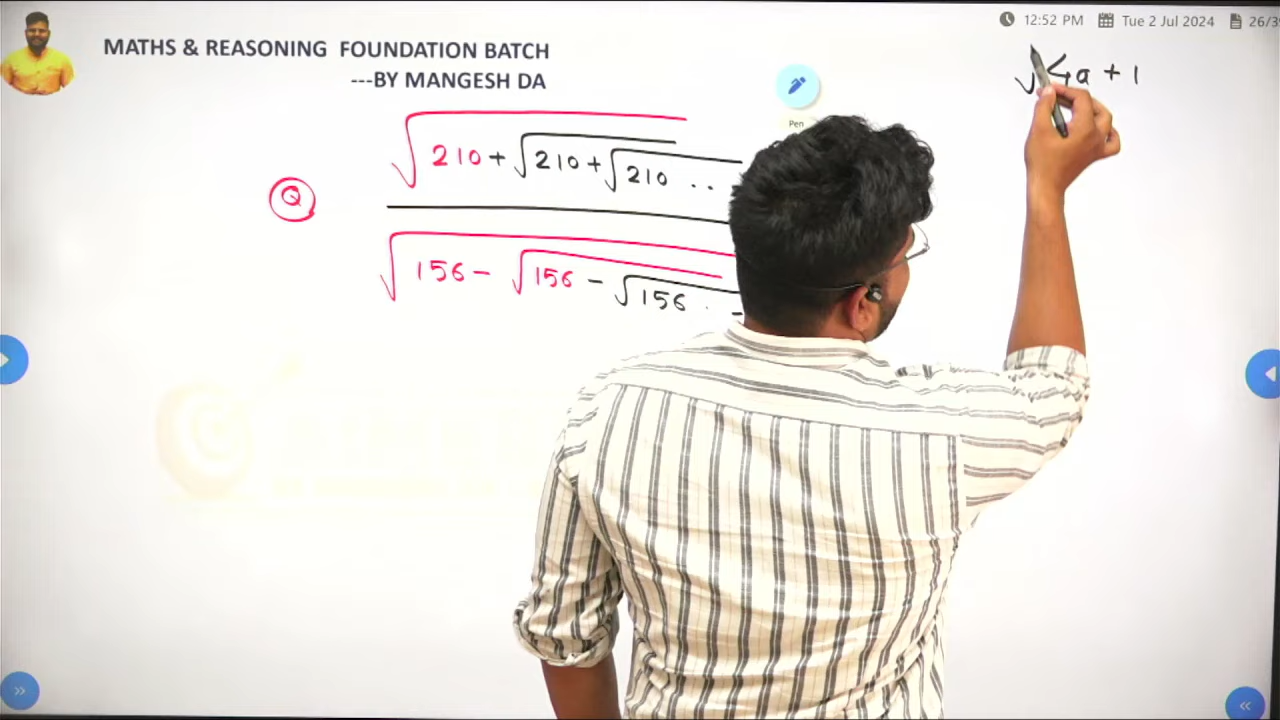 12:52 PM Tue 2 Jul 2024 26/3
MATHS & REASONING FOUNDATION BATCH
---BY MANGESH DA
Pen
√4a + 1
√210 + √210 + √210 ..
Q
√156 - √156 - √156 . -